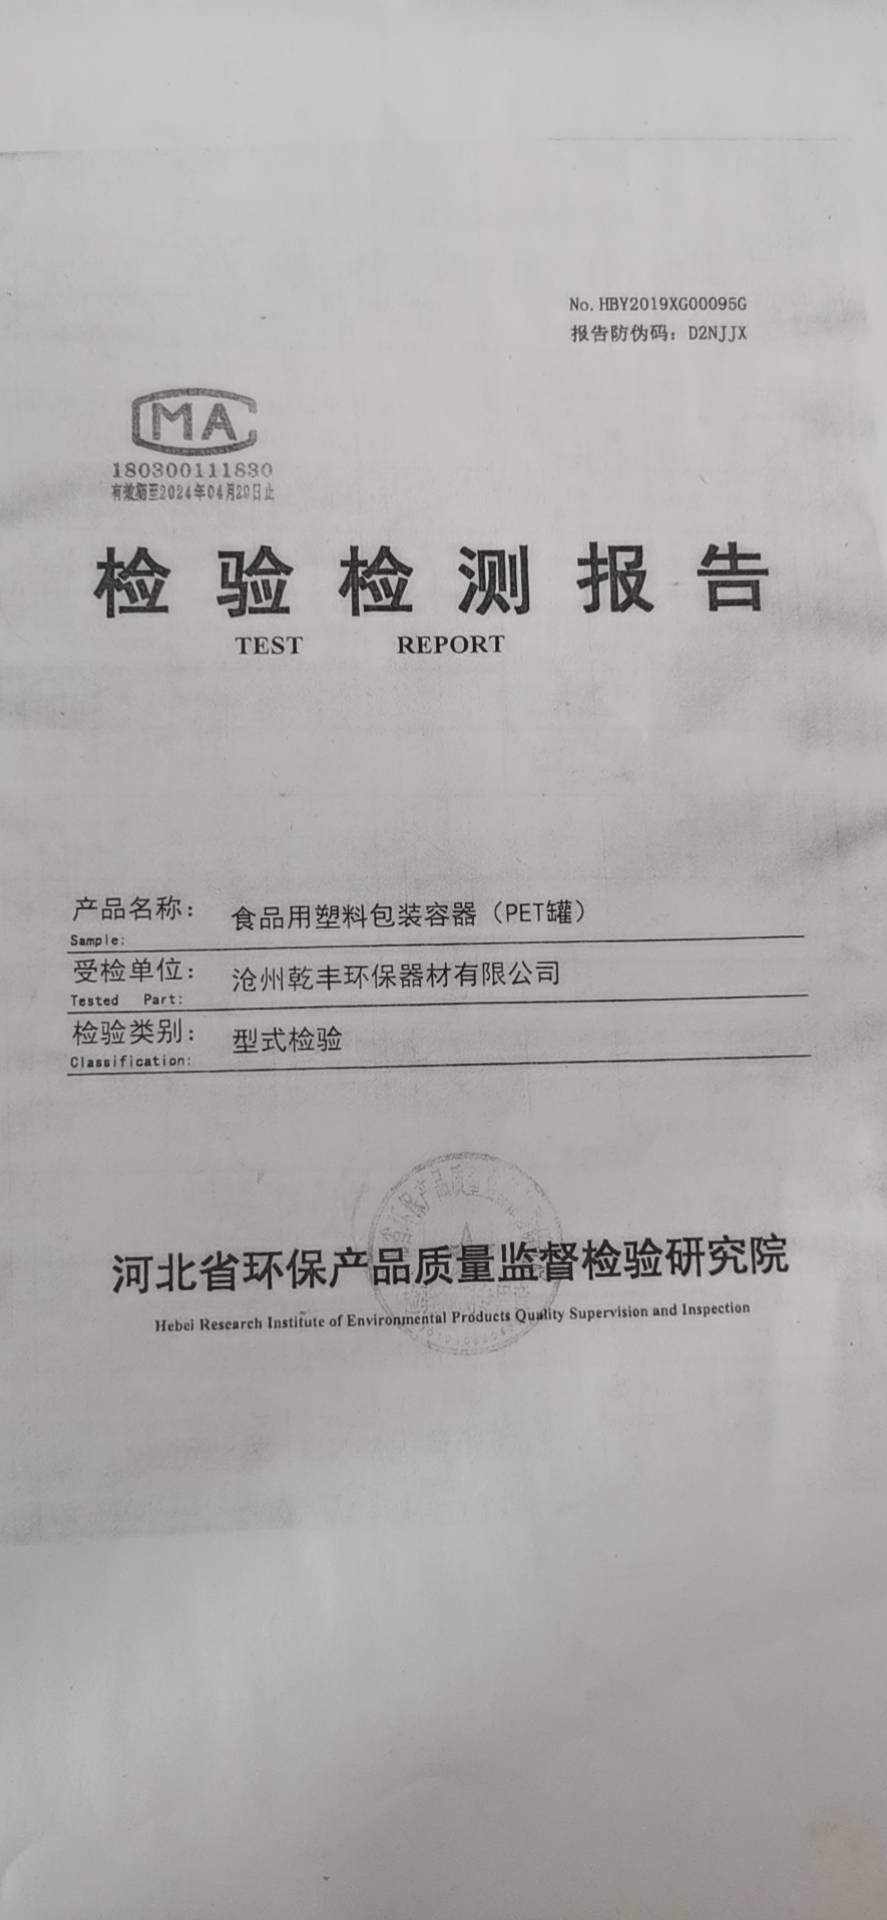 No. HBY2019XG00095G
报告防伪码：D2NJJX
MA
180300111830
有效期至2024年04月29日止
检验检测报告
TEST REPORT
产品名称： 食品用塑料包装容器（PET罐）
Sample:
受检单位： 沧州乾丰环保器材有限公司
Tested Part:
检验类别： 型式检验
Classification:
河北省环保产品质量监督检验研究院
Hebei Research Institute of Environmental Products Quality Supervision and Inspection